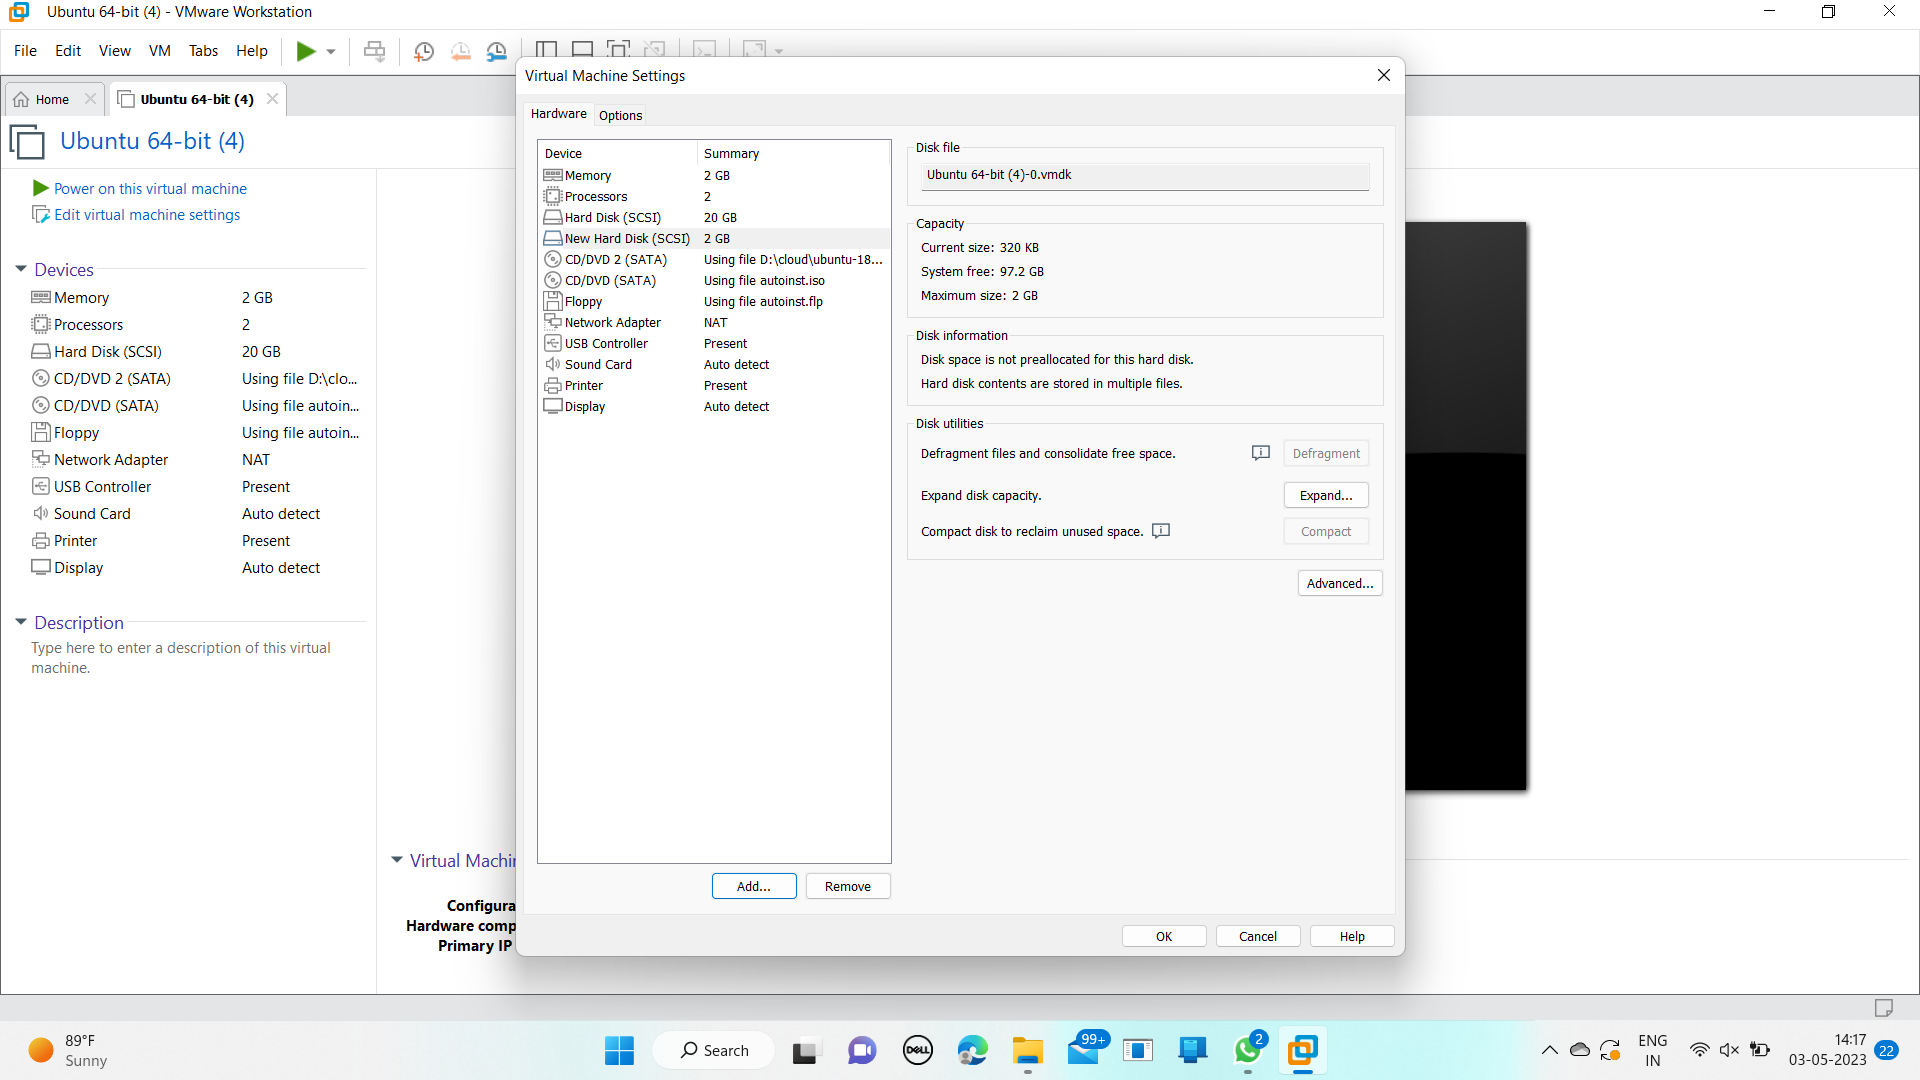 Ubuntu 64-bit (4) - VMware Workstation
File Edit View VM Tabs Help
Home
Ubuntu 64-bit (4)
Ubuntu 64-bit (4)
Power on this virtual machine
Edit virtual machine settings
Devices
Memory 2 GB
Processors 2
Hard Disk (SCSI) 20 GB
CD/DVD 2 (SATA) Using file D:\clo...
CD/DVD (SATA) Using file autoin...
Floppy Using file autoin...
Network Adapter NAT
USB Controller Present
Sound Card Auto detect
Printer Present
Display Auto detect
Description
Type here to enter a description of this virtual
machine.
Virtual Machin
Configura
Hardware comp
Primary IP
Virtual Machine Settings
Hardware Options
Device Summary
Memory 2 GB
Processors 2
Hard Disk (SCSI) 20 GB
New Hard Disk (SCSI) 2 GB
CD/DVD 2 (SATA) Using file D:\cloud\ubuntu-18...
CD/DVD (SATA) Using file autoinst.iso
Floppy Using file autoinst.flp
Network Adapter NAT
USB Controller Present
Sound Card Auto detect
Printer Present
Display Auto detect
Add... Remove
Disk file
Ubuntu 64-bit (4)-0.vmdk
Capacity
Current size: 320 KB
System free: 97.2 GB
Maximum size: 2 GB
Disk information
Disk space is not preallocated for this hard disk.
Hard disk contents are stored in multiple files.
Disk utilities
Defragment files and consolidate free space. Defragment
Expand disk capacity. Expand...
Compact disk to reclaim unused space. Compact
Advanced...
OK Cancel Help
89°F
Sunny
Search
DELL
99+
2
ENG
IN
14:17
03-05-2023
22